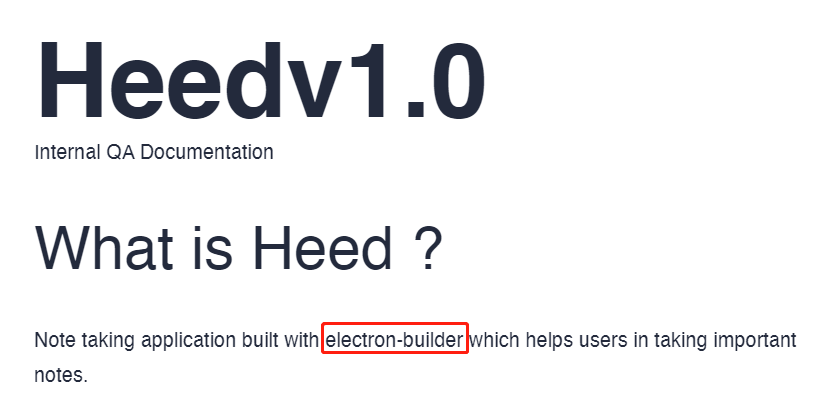 Heedv1.0
Internal QA Documentation
What is Heed ?
Note taking application built with electron-builder which helps users in taking important
notes.